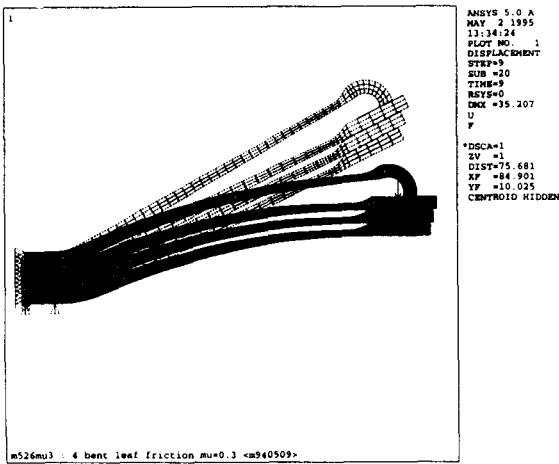 1
ANSYS 5.0 A
MAY 2 1995
13:34:24
PLOT NO. 1
DISPLACEMENT
STEP=9
SUB =20
TIME=9
RSYS=0
DMX =35.207
U
F
*DSCA=1
ZV =1
DIST=75.681
XF =84.901
YF =10.025
CENTROID HIDDEN
m526mu3 : 4 bent leaf friction mu=0.3 <m940509>